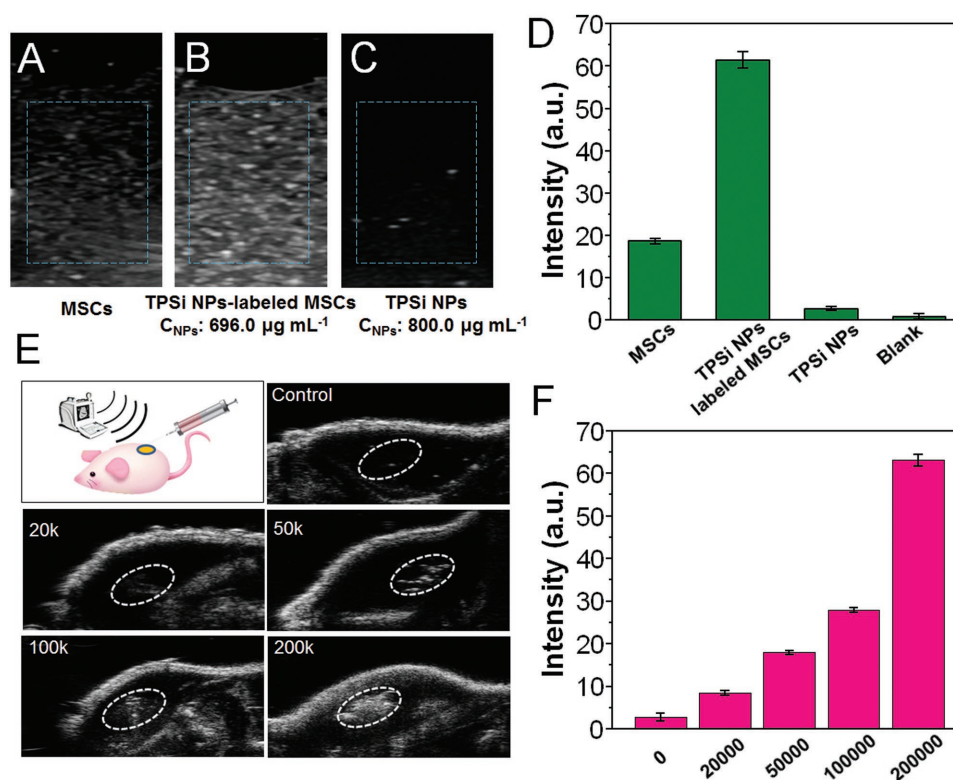 A
B
C
MSCs
TPSi NPs-labeled MSCs
C_NPs: 696.0 µg mL⁻¹
TPSi NPs
C_NPs: 800.0 µg mL⁻¹
D
Intensity (a.u.)
70
60
50
40
30
20
10
0
MSCs
TPSi NPs
labeled MSCs
TPSi NPs
Blank
E
Control
20k
50k
100k
200k
F
Intensity (a.u.)
70
60
50
40
30
20
10
0
0
20000
50000
100000
200000